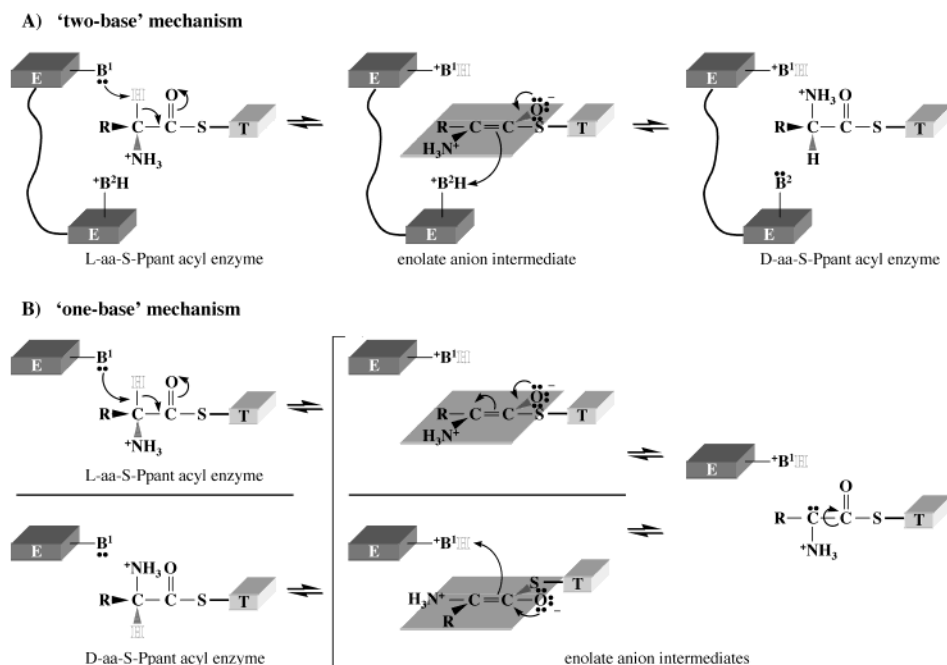 A) 'two-base' mechanism
E
B¹
H
O
R
C
C
S
T
⁺NH₃
⁺B²H
E
L-aa-S-Ppant acyl enzyme
E
⁺B¹H
O⁻
R
C
C
S
T
H₃N⁺
⁺B²H
E
enolate anion intermediate
E
⁺B¹H
⁺NH₃
O
R
C
C
S
T
H
B²
E
D-aa-S-Ppant acyl enzyme
B) 'one-base' mechanism
E
B¹
H
O
R
C
C
S
T
⁺NH₃
L-aa-S-Ppant acyl enzyme
E
⁺B¹H
O⁻
R
C
C
S
T
H₃N⁺
E
⁺B¹H
O
R
C
C
S
T
⁺NH₃
E
B¹
⁺NH₃
O
R
C
C
S
T
H
D-aa-S-Ppant acyl enzyme
E
⁺B¹H
S
T
H₃N⁺
C
C
O⁻
R
enolate anion intermediates